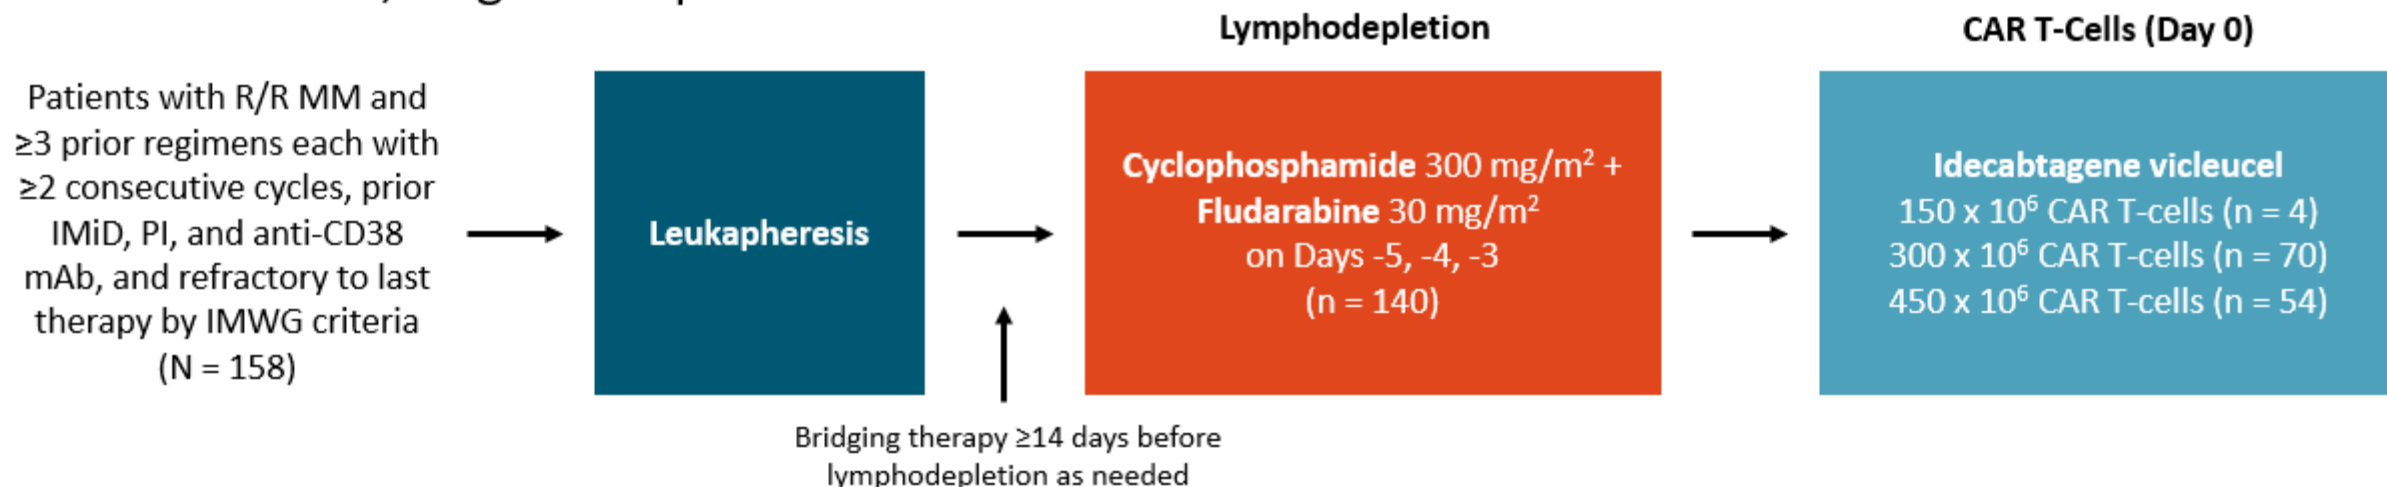 Lymphodepletion
CAR T-Cells (Day 0)
Patients with R/R MM and
≥3 prior regimens each with
≥2 consecutive cycles, prior
IMiD, PI, and anti-CD38
mAb, and refractory to last
therapy by IMWG criteria
(N = 158)
Leukapheresis
Bridging therapy ≥14 days before
lymphodepletion as needed
Cyclophosphamide 300 mg/m² +
Fludarabine 30 mg/m²
on Days -5, -4, -3
(n = 140)
Idecabtagene vicleucel
150 x 10⁶ CAR T-cells (n = 4)
300 x 10⁶ CAR T-cells (n = 70)
450 x 10⁶ CAR T-cells (n = 54)